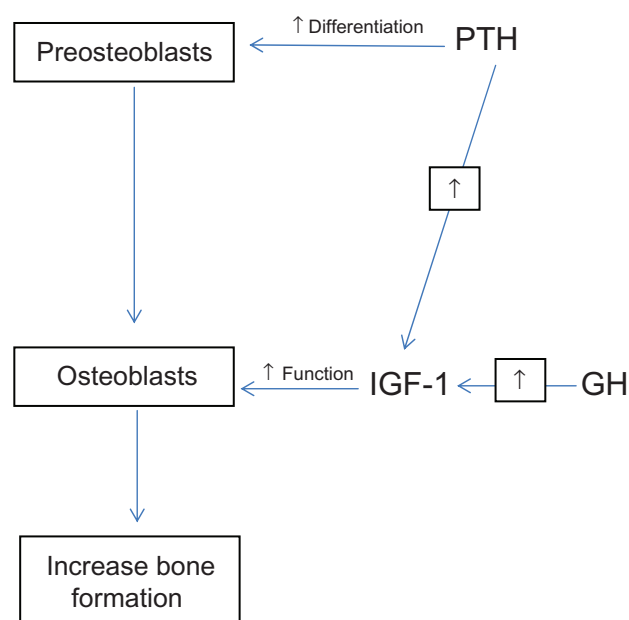 ↑ Differentiation
PTH
Preosteoblasts
↑
Osteoblasts
↑ Function
IGF-1
↑
GH
Increase bone
formation